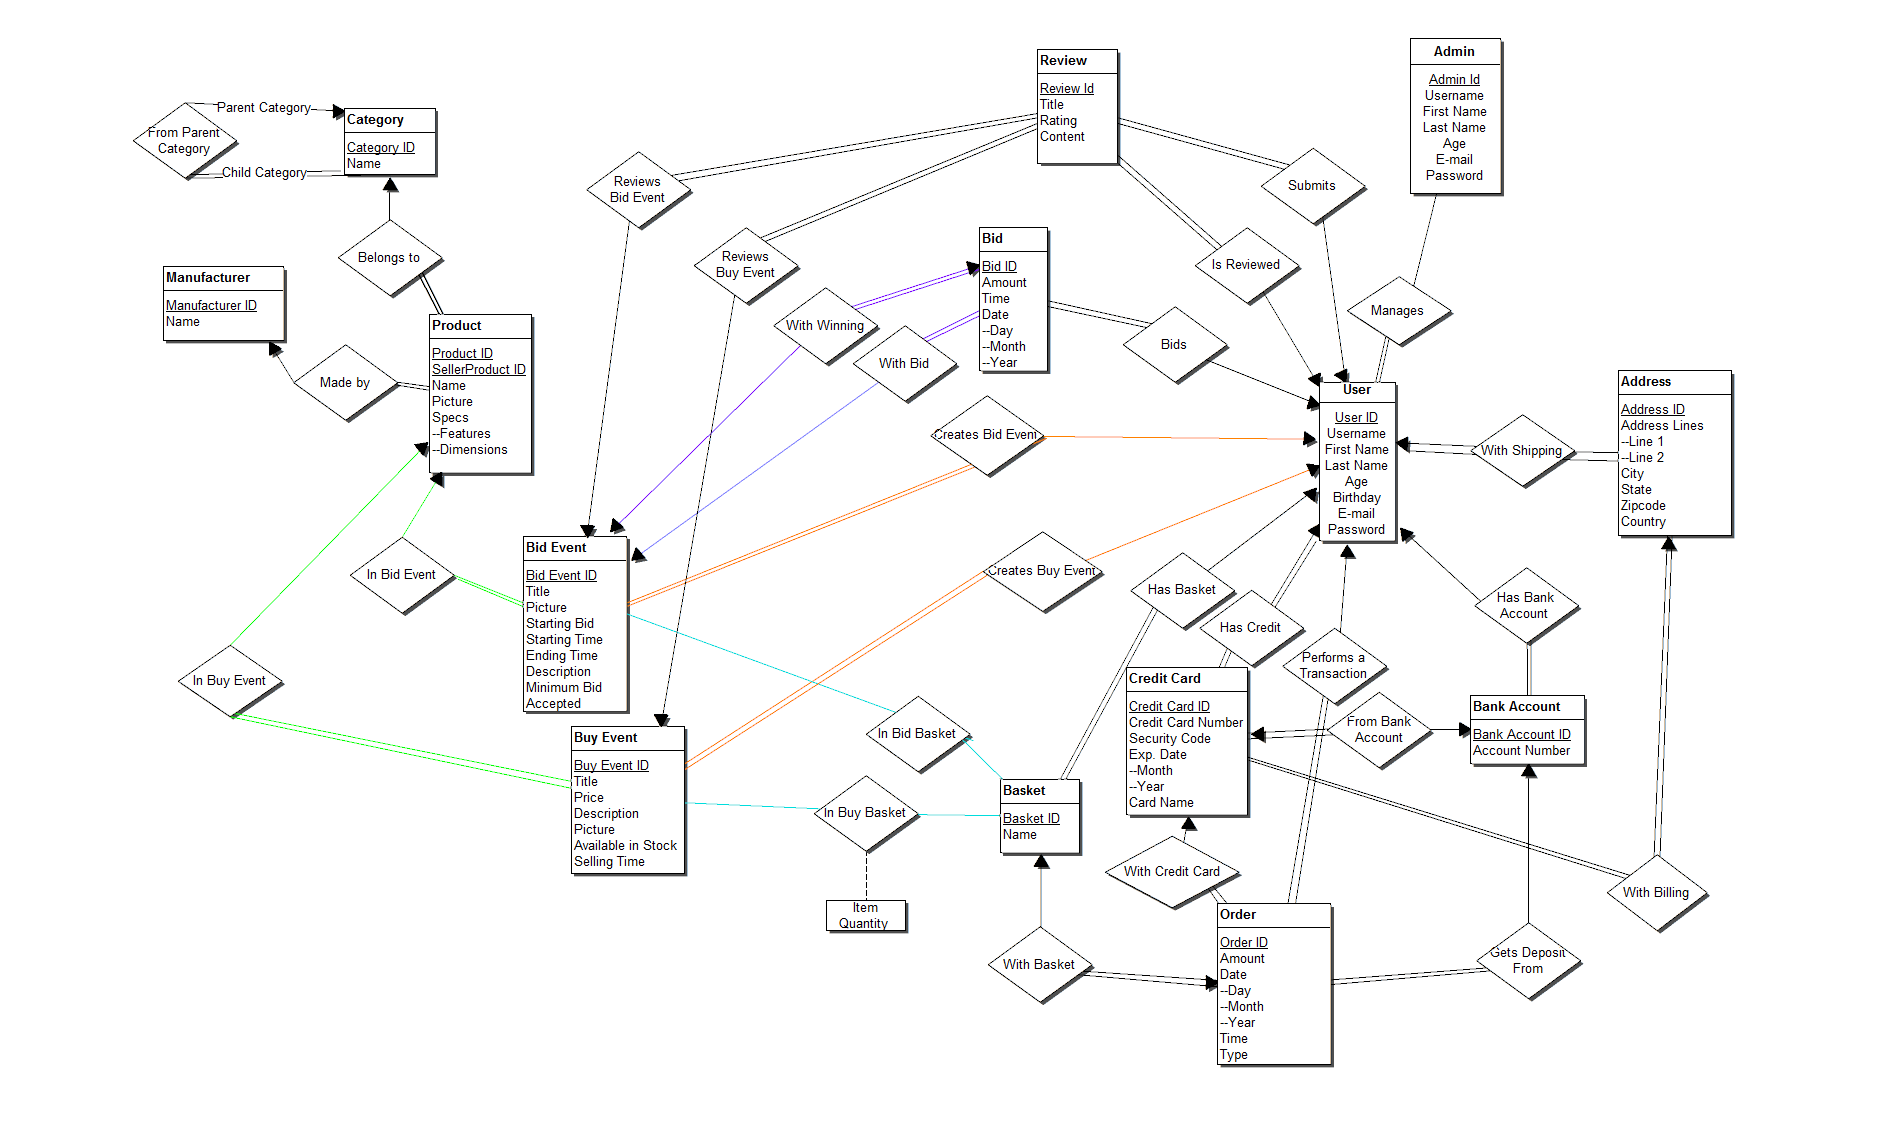 Review
Review Id
Title
Rating
Content
Admin
Admin Id
Username
First Name
Last Name
Age
E-mail
Password
Parent Category
From Parent
Category
Child Category
Category
Category ID
Name
Reviews
Bid Event
Submits
Reviews
Buy Event
Is Reviewed
Belongs to
Manufacturer
Manufacturer ID
Name
Bid
Bid ID
Amount
Time
Date
--Day
--Month
--Year
With Winning
With Bid
Bids
Manages
Made by
Product
Product ID
SellerProduct ID
Name
Picture
Specs
--Features
--Dimensions
User
User ID
Username
First Name
Last Name
Age
Birthday
E-mail
Password
Address
Address ID
Address Lines
--Line 1
--Line 2
City
State
Zipcode
Country
With Shipping
Creates Bid Event
In Bid Event
Bid Event
Bid Event ID
Title
Picture
Starting Bid
Starting Time
Ending Time
Description
Minimum Bid
Accepted
Creates Buy Event
Has Basket
Has Credit
Has Bank
Account
Performs a
Transaction
In Buy Event
Buy Event
Buy Event ID
Title
Price
Description
Picture
Available in Stock
Selling Time
In Bid Basket
In Buy Basket
Item
Quantity
Basket
Basket ID
Name
Credit Card
Credit Card ID
Credit Card Number
Security Code
Exp. Date
--Month
--Year
Card Name
From Bank
Account
Bank Account
Bank Account ID
Account Number
With Credit Card
With Billing
With Basket
Order
Order ID
Amount
Date
--Day
--Month
--Year
Time
Type
Gets Deposit
From